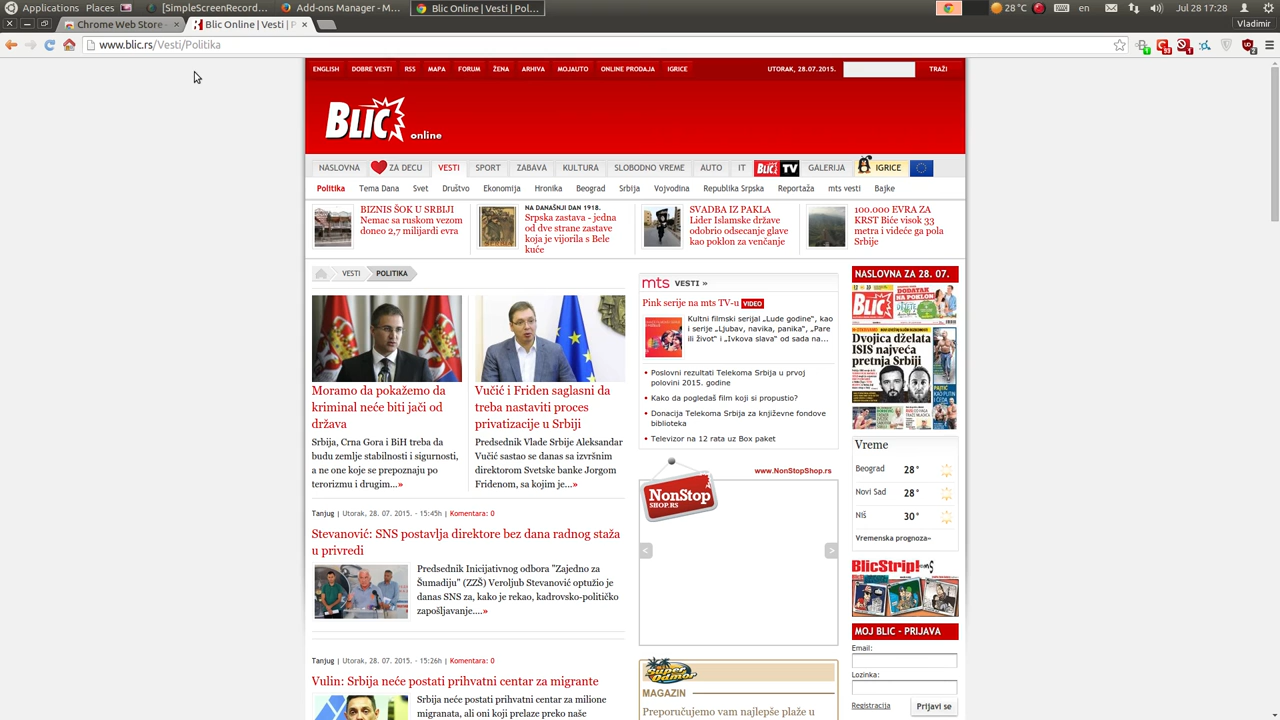 Applications Places [SimpleScreenRecord... Add-ons Manager - Mo... Blic Online | Vesti | Pol... 28 °C Jul 28 17:28
Chrome Web Store - Blic Online | Vesti | P Vladimir
www.blic.rs/Vesti/Politika
ENGLISH DOBRE VESTI RSS MAPA FORUM ŽENA ARHIVA MOJAUTO ONLINE PRODAJA IGRICE UTORAK, 28.07.2015. TRAŽI
BLIC online
NASLOVNA ZA DECU VESTI SPORT ZABAVA KULTURA SLOBODNO VREME AUTO IT BLIC TV GALERIJA IGRICE
Politika Tema Dana Svet Društvo Ekonomija Hronika Beograd Srbija Vojvodina Republika Srpska Reportaža mts vesti Bajke
BIZNIS ŠOK U SRBIJI
Nemac sa ruskom vezom
doneo 2,7 milijardi evra
NA DANAŠNJI DAN 1918.
Srpska zastava - jedna
od dve strane zastave
koja je vijorila s Bele
kuće
SVADBA IZ PAKLA
Lider Islamske države
odobrio odsecanje glave
kao poklon za venčanje
100.000 EVRA ZA
KRST Biće visok 33
metra i videće ga pola
Srbije
VESTI POLITIKA
Moramo da pokažemo da
kriminal neće biti jači od
država
Srbija, Crna Gora i BiH treba da
budu zemlje stabilnosti i sigurnosti,
a ne one koje se prepoznaju po
terorizmu i drugim...»
Vučić i Friden saglasni da
treba nastaviti proces
privatizacije u Srbiji
Predsednik Vlade Srbije Aleksandar
Vučić sastao se danas sa izvršnim
direktorom Svetske banke Jorgom
Fridenom, sa kojim je...»
Tanjug | Utorak, 28. 07. 2015. - 15:45h | Komentara: 0
Stevanović: SNS postavlja direktore bez dana radnog staža
u privredi
Predsednik Inicijativnog odbora "Zajedno za
Šumadiju" (ZZŠ) Veroljub Stevanović optužio je
danas SNS za, kako je rekao, kadrovsko-političko
zapošljavanje....»
Tanjug | Utorak, 28. 07. 2015. - 15:26h | Komentara: 0
Vulin: Srbija neće postati prihvatni centar za migrante
Srbija neće postati prihvatni centar za milione
migranata, ali oni koji prelaze preko naše
mts VESTI »
Pink serije na mts TV-u VIDEO
Kultni filmski serijal „Lude godine“, kao
i serije „Ljubav, navika, panika“, „Pare
ili život“ i „Ivkova slava“ od sada na...
Poslovni rezultati Telekoma Srbija u prvoj
polovini 2015. godine
Kako da pogledaš film koji si propustio?
Donacija Telekoma Srbija za književne fondove
biblioteka
Televizor na 12 rata uz Box paket
www.NonStopShop.rs
NonStop
SHOP.RS
< >
Super
Odmor
MAGAZIN
Preporučujemo vam najlepše plaže u
NASLOVNA ZA 28. 07.
DODATAK
NA POKLON
BLIC
Dvojica dželata
ISIS najveća
pretnja Srbiji
Vreme
Beograd 28°
Novi Sad 28°
Niš 30°
Vremenska prognoza»
BlicStrip!
MOJ BLIC - PRIJAVA
Email:
Lozinka:
Registracija Prijavi se